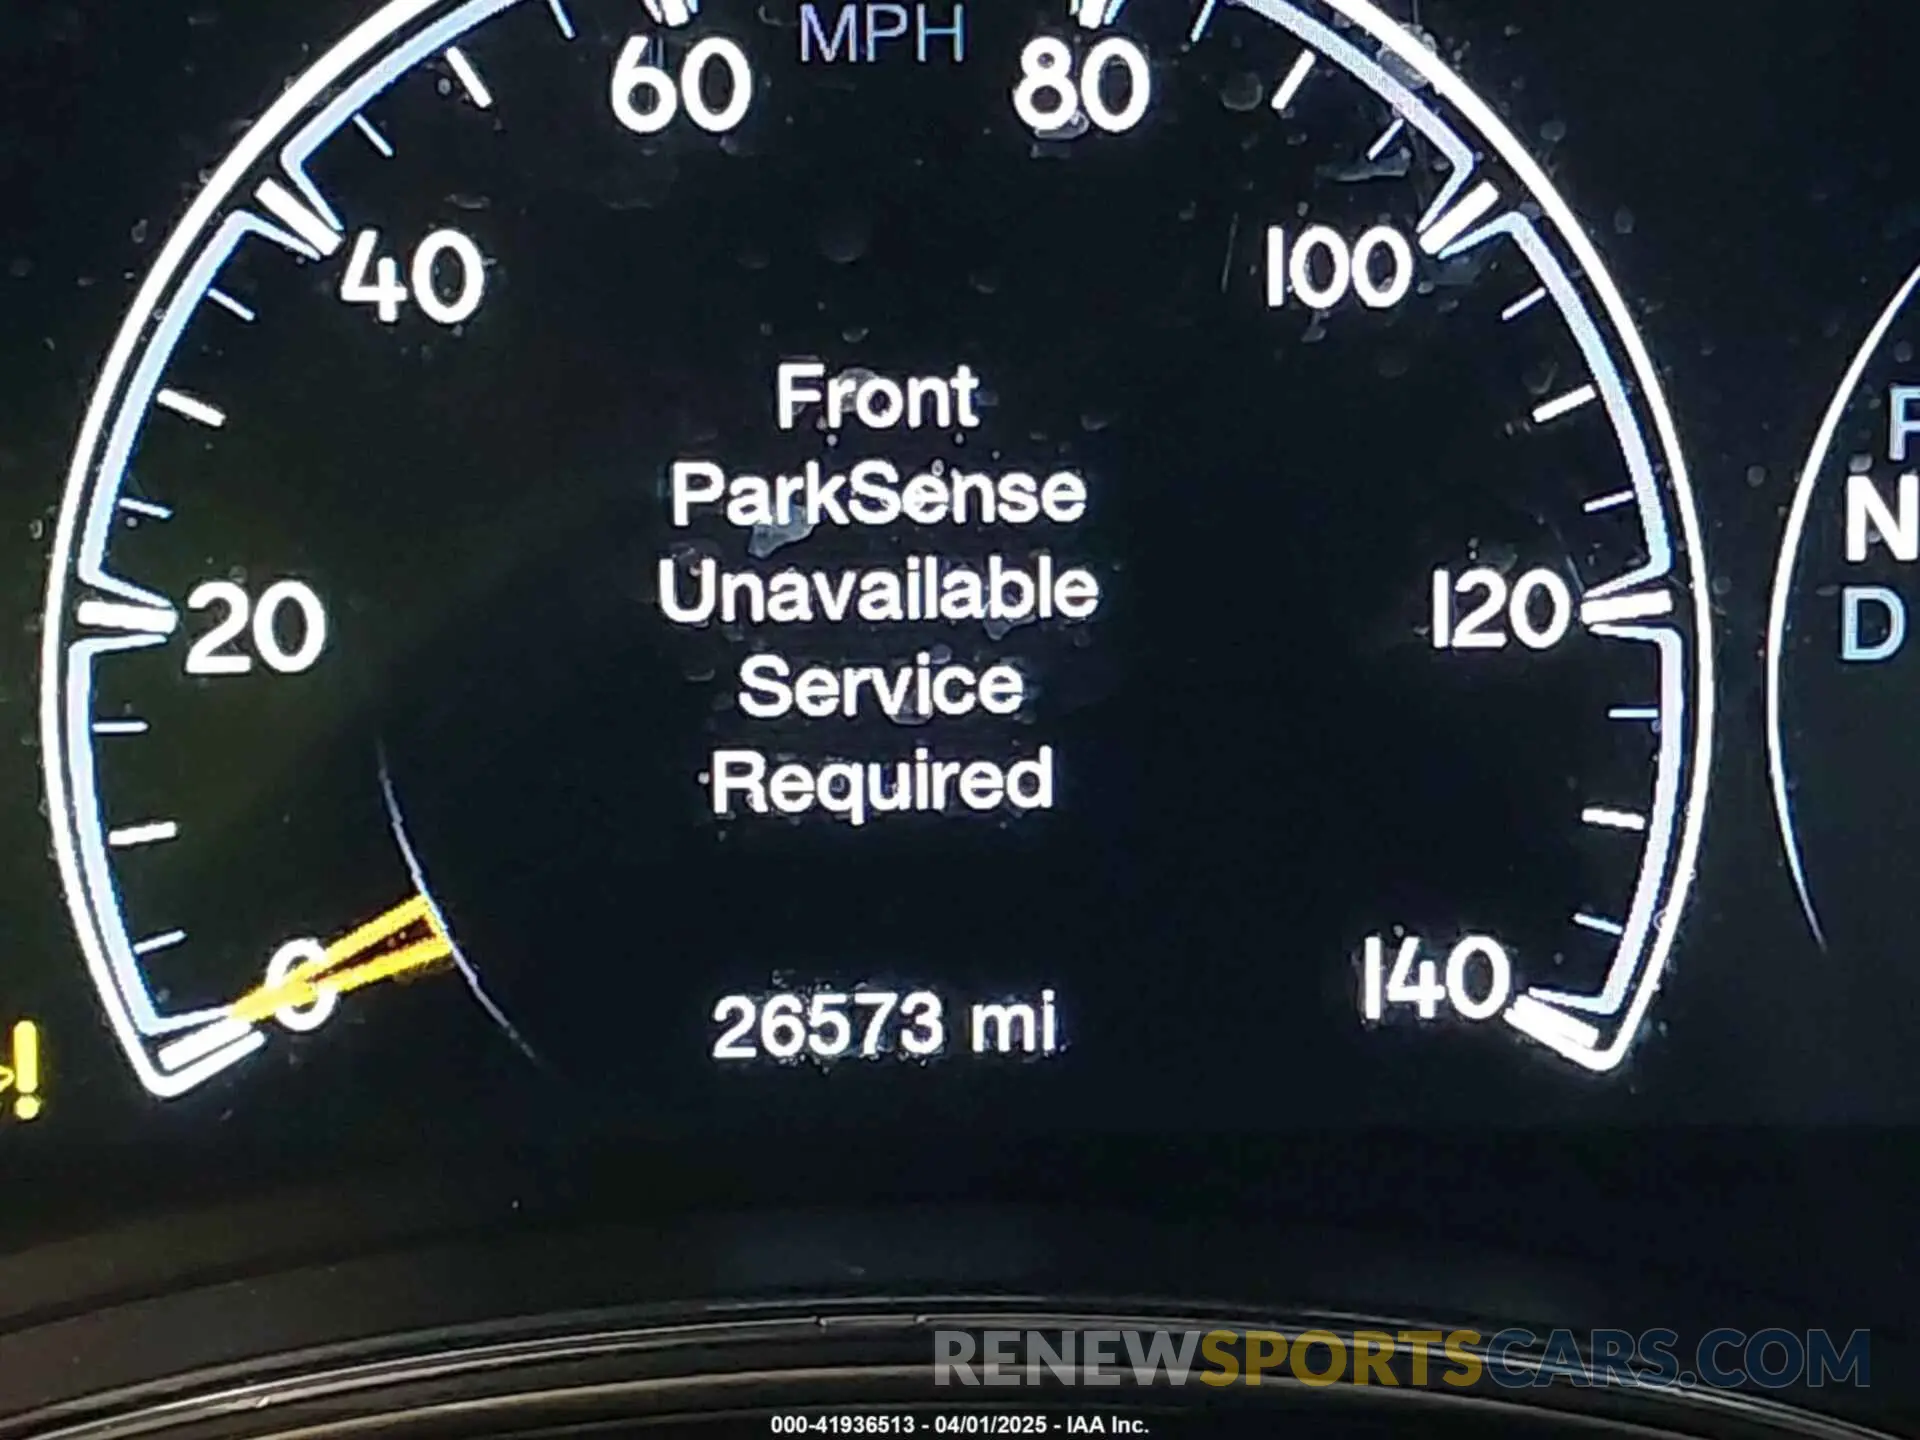 MPH
60
80
40
100
Front
ParkSense
Unavailable
Service
Required
20
120
N
D
0
140
26573 mi
!
RENEWSPORTSCARS.COM
000-41936513 - 04/01/2025 - IAA Inc.